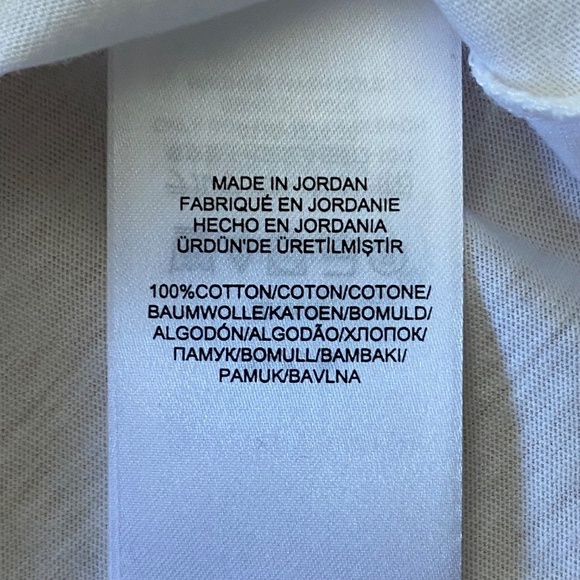 MADE IN JORDAN
FABRIQUÉ EN JORDANIE
HECHO EN JORDANIA
ÜRDÜN'DE ÜRETİLMİŞTİR
100%COTTON/COTON/COTONE/
BAUMWOLLE/KATOEN/BOMULD/
ALGODÓN/ALGODÃO/ХЛОПОК/
ПАМУК/BOMULL/BAMBAKI/
PAMUK/BAVLNA